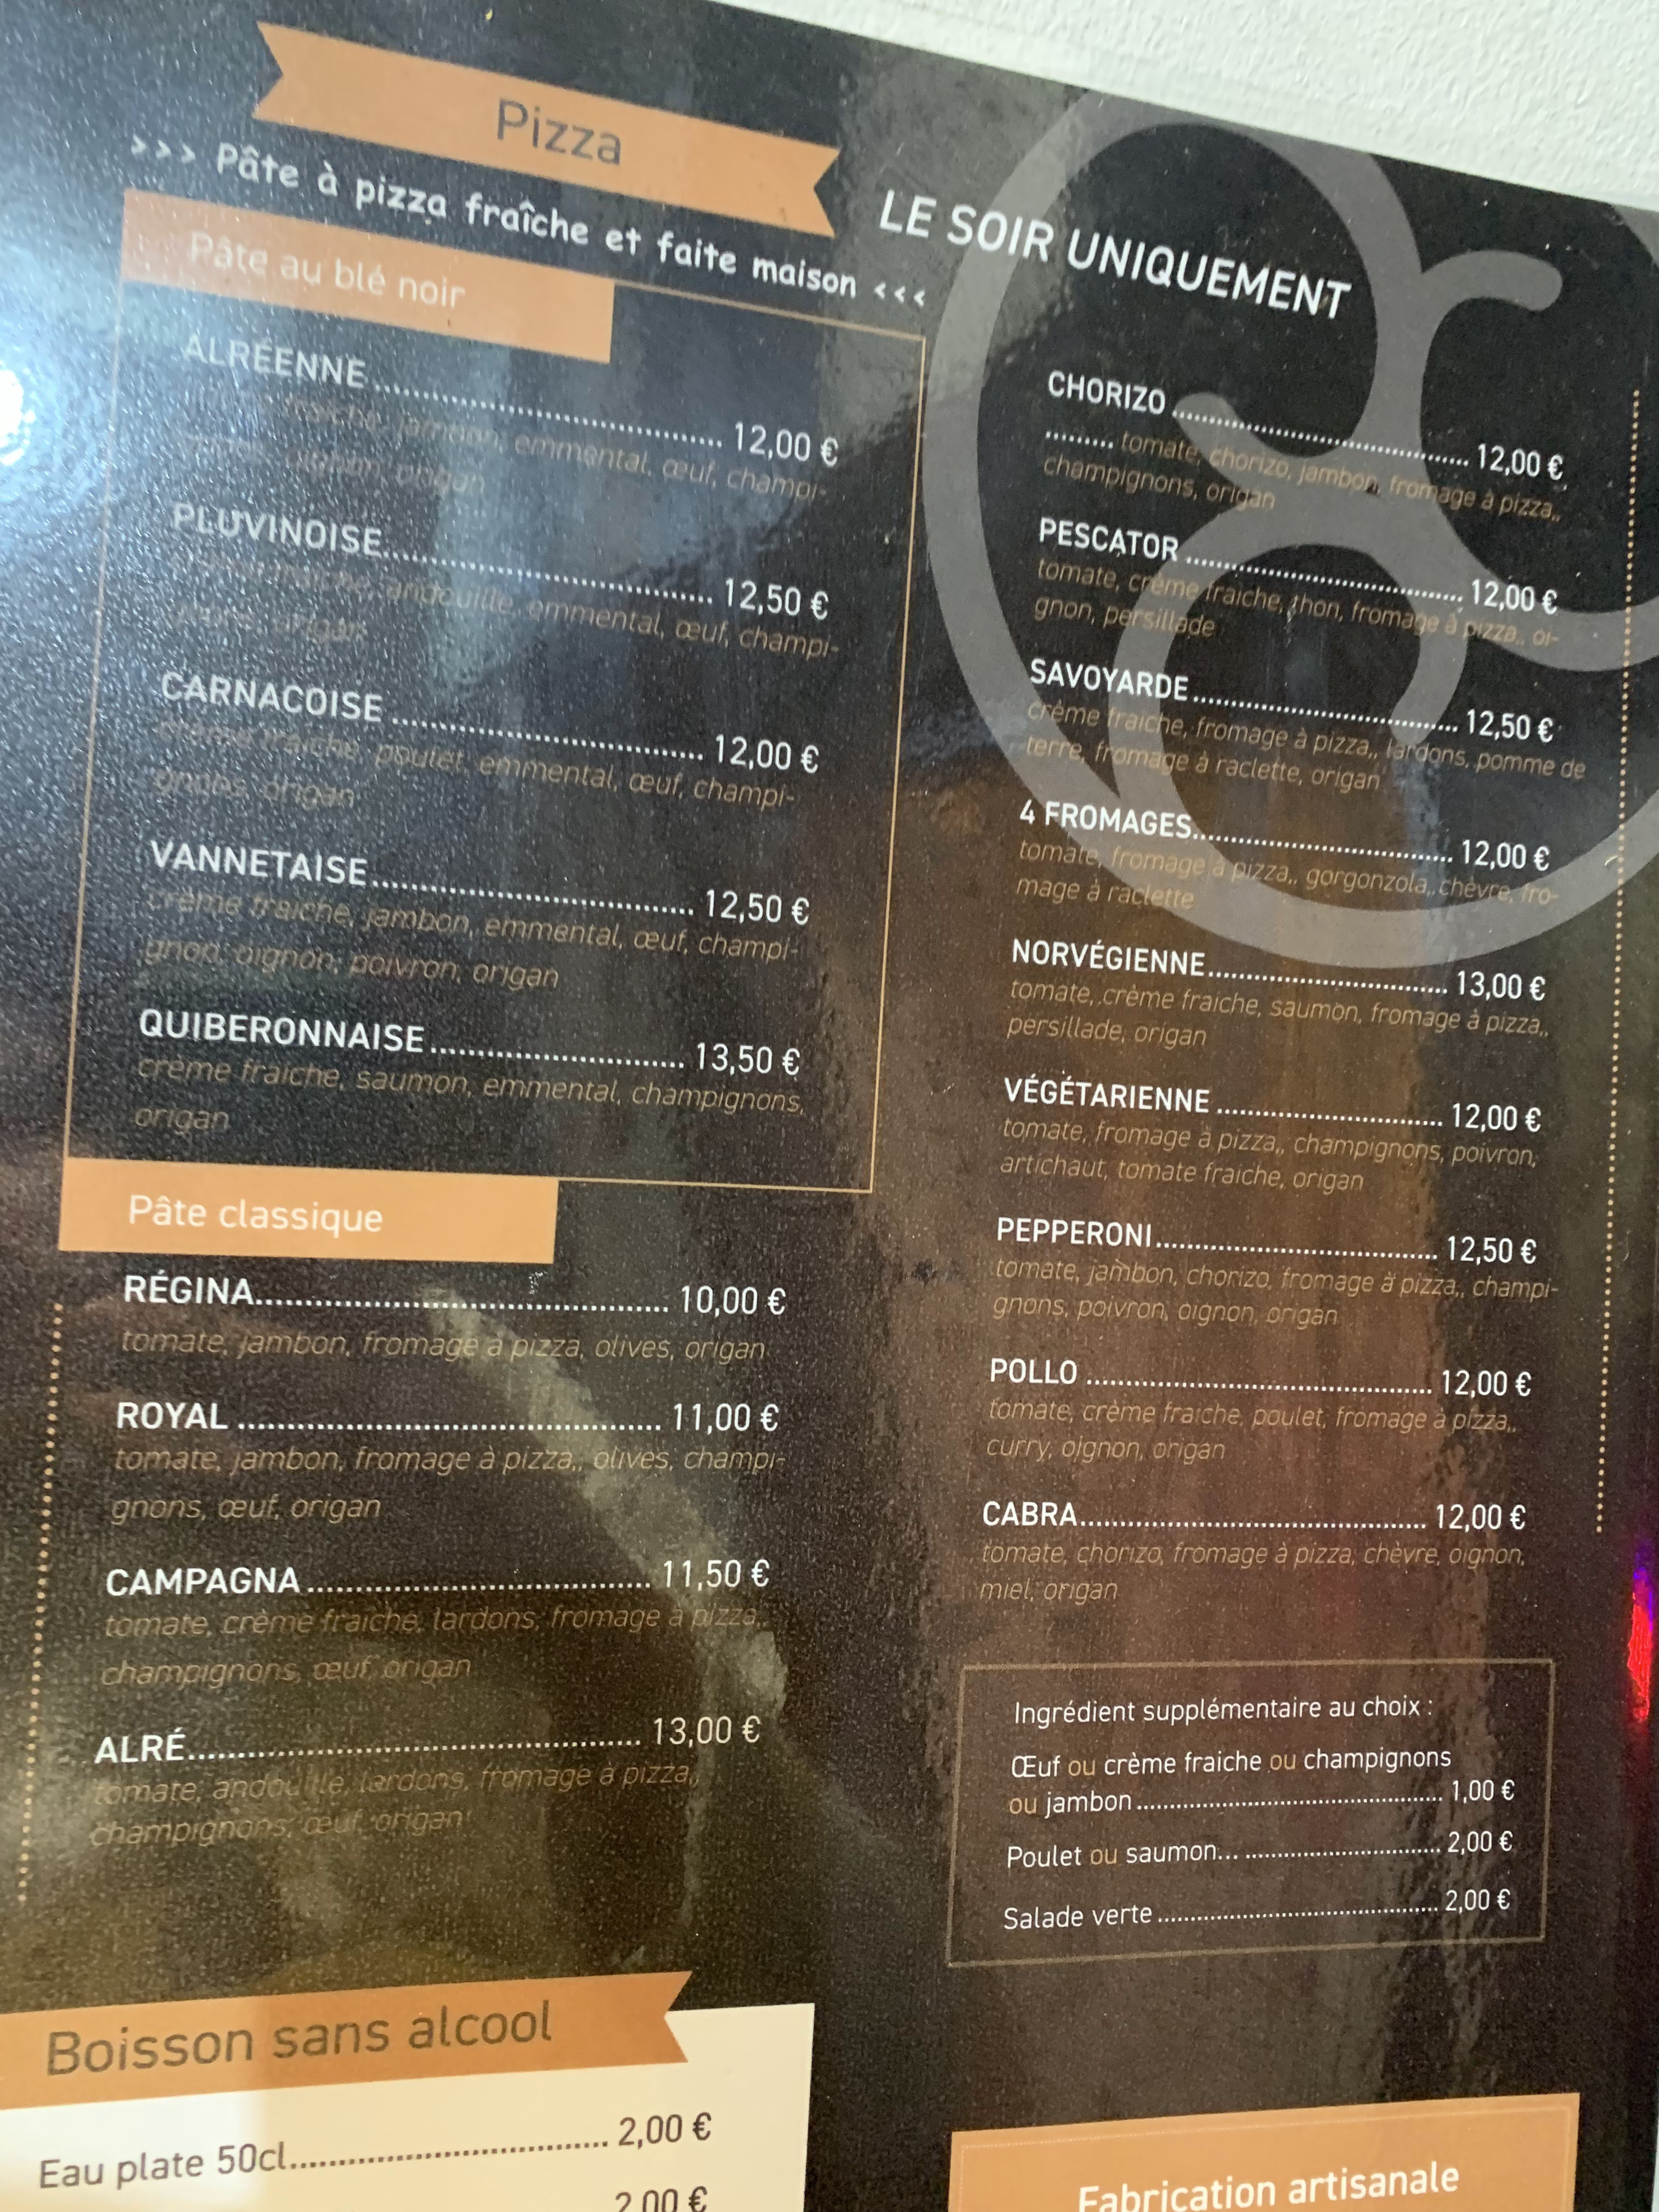 Pizza
>>> Pâte à pizza fraîche et faite maison <<<
LE SOIR UNIQUEMENT
Pâte au blé noir
ALRÉENNE 12,00 €
fraiche, jambon, emmental, œuf, champi-
oignon, origan
PLUVINOISE 12,50 €
fraiche, andouille, emmental, œuf, champi-
origan
CARNACOISE 12,00 €
crème fraiche, poulet, emmental, œuf, champi-
gnons, origan
VANNETAISE 12,50 €
crème fraiche, jambon, emmental, œuf, champi-
gnon, oignon, poivron, origan
QUIBERONNAISE 13,50 €
crème fraiche, saumon, emmental, champignons,
origan
Pâte classique
RÉGINA 10,00 €
tomate, jambon, fromage à pizza, olives, origan
ROYAL 11,00 €
tomate, jambon, fromage à pizza,, olives, champi-
gnons, œuf, origan
CAMPAGNA 11,50 €
tomate, crème fraiche, lardons, fromage à pizza,,
champignons, œuf, origan
ALRÉ 13,00 €
tomate, andouille, lardons, fromage à pizza,
champignons, œuf, origan
CHORIZO 12,00 €
......... tomate, chorizo, jambon, fromage à pizza,,
champignons, origan
PESCATOR 12,00 €
tomate, crème fraiche, thon, fromage à pizza,, oi-
gnon, persillade
SAVOYARDE 12,50 €
crème fraiche, fromage à pizza,, lardons, pomme de
terre, fromage à raclette, origan
4 FROMAGES 12,00 €
tomate, fromage à pizza,, gorgonzola,, chèvre, fro-
mage à raclette
NORVÉGIENNE 13,00 €
tomate, crème fraiche, saumon, fromage à pizza,,
persillade, origan
VÉGÉTARIENNE 12,00 €
tomate, fromage à pizza,, champignons, poivron,
artichaut, tomate fraiche, origan
PEPPERONI 12,50 €
tomate, jambon, chorizo, fromage à pizza,, champi-
gnons, poivron, oignon, origan
POLLO 12,00 €
tomate, crème fraiche, poulet, fromage à pizza,,
curry, oignon, origan
CABRA 12,00 €
tomate, chorizo, fromage à pizza, chèvre, oignon,
miel, origan
Ingrédient supplémentaire au choix :
Œuf ou crème fraiche ou champignons
ou jambon 1,00 €
Poulet ou saumon... 2,00 €
Salade verte 2,00 €
Boisson sans alcool
Eau plate 50cl 2,00 €
2,00 €
Fabrication artisanale